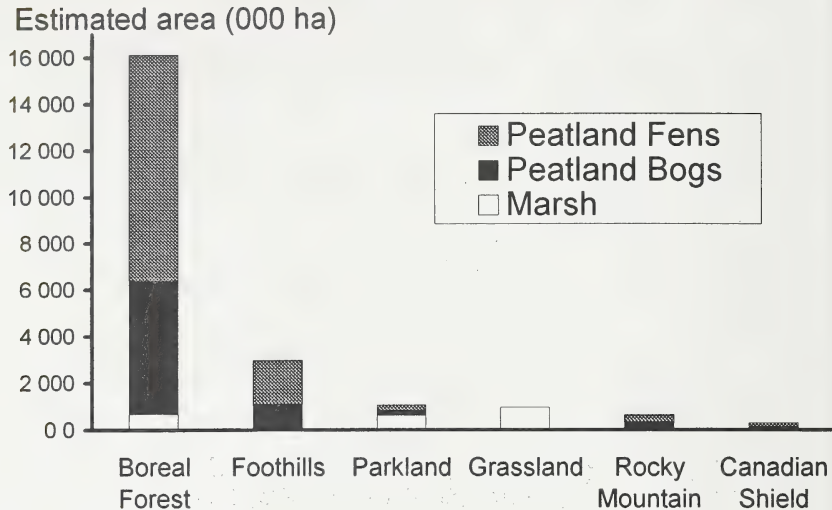 Estimated area (000 ha)
16 000
14 000
12 000
10 000
8 000
6 000
4 000
2 000
0 0
Peatland Fens
Peatland Bogs
Marsh
Boreal Forest
Foothills
Parkland
Grassland
Rocky Mountain
Canadian Shield